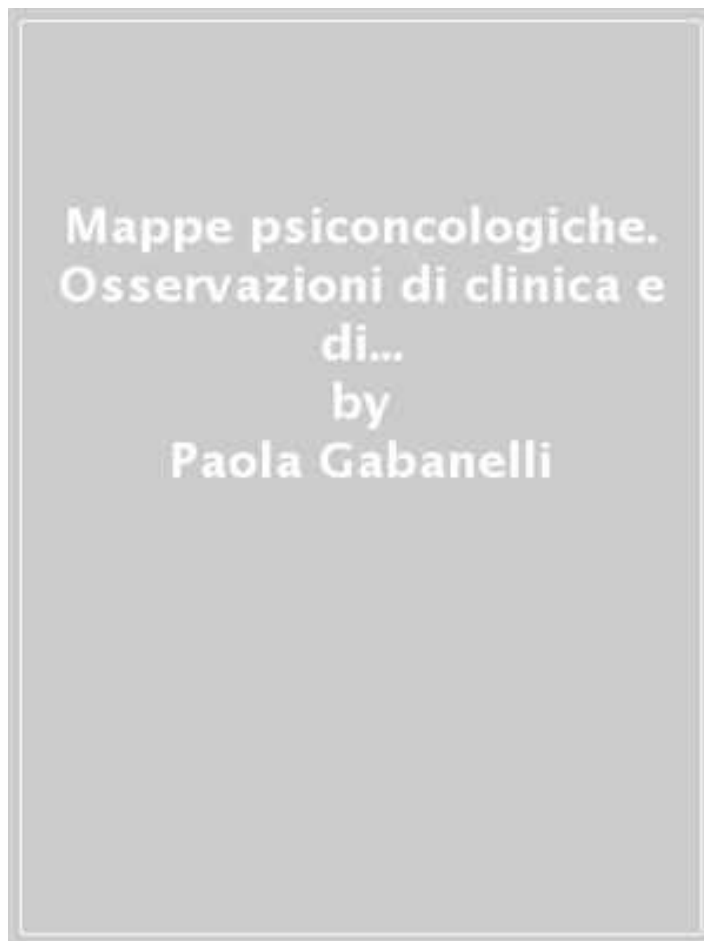 Mappe psiconcologiche.
Osservazioni di clinica e
di...
by
Paola Gabanelli